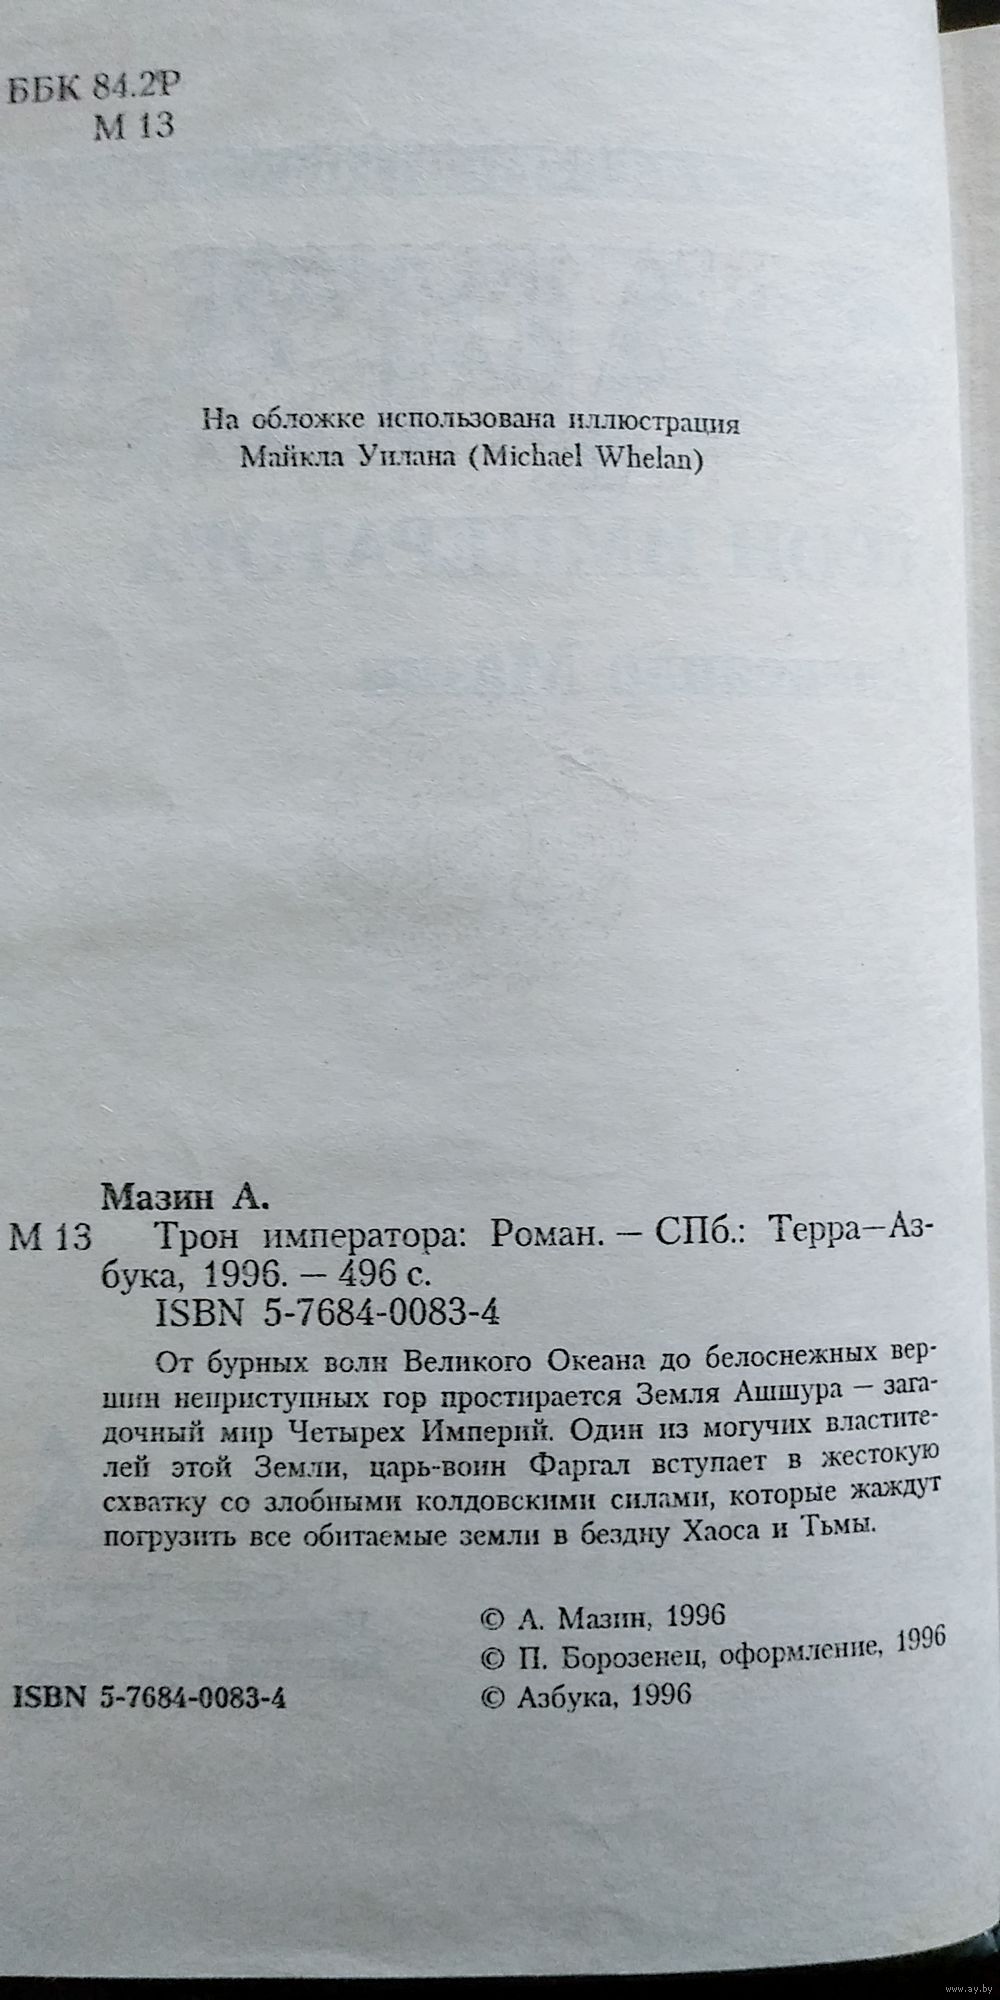 ББК 84.2Р
М 13
На обложке использована иллюстрация
Майкла Уилана (Michael Whelan)
Мазин А.
М 13 Трон императора: Роман. — СПб.: Терра—Аз-
бука, 1996. — 496 с.
ISBN 5-7684-0083-4
От бурных волн Великого Океана до белоснежных вер-
шин неприступных гор простирается Земля Ашшура — зага-
дочный мир Четырех Империй. Один из могучих властите-
лей этой Земли, царь-воин Фаргал вступает в жестокую
схватку со злобными колдовскими силами, которые жаждут
погрузить все обитаемые земли в бездну Хаоса и Тьмы.
© А. Мазин, 1996
© П. Борозенец, оформление, 1996
ISBN 5-7684-0083-4 © Азбука, 1996
www.ay.by